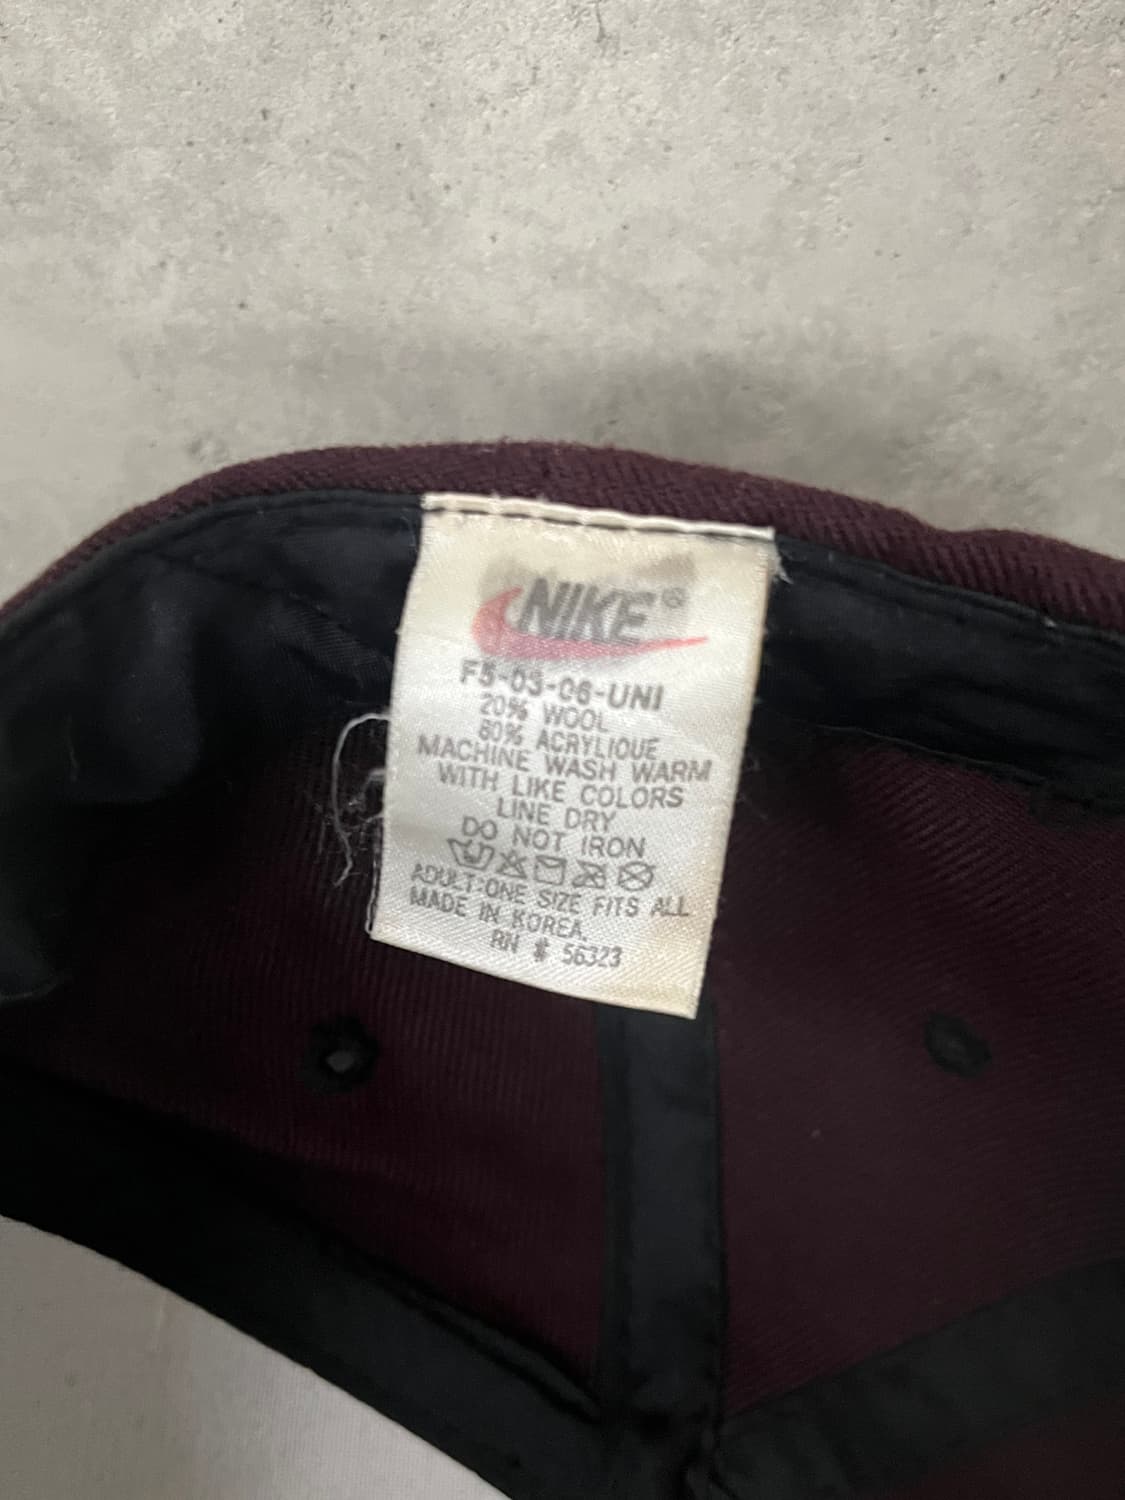 NIKE®
F5-03-06-UNI
20% WOOL
80% ACRYLIQUE
MACHINE WASH WARM
WITH LIKE COLORS
LINE DRY
DO NOT IRON
ADULT:ONE SIZE FITS ALL
MADE IN KOREA.
RN # 56323